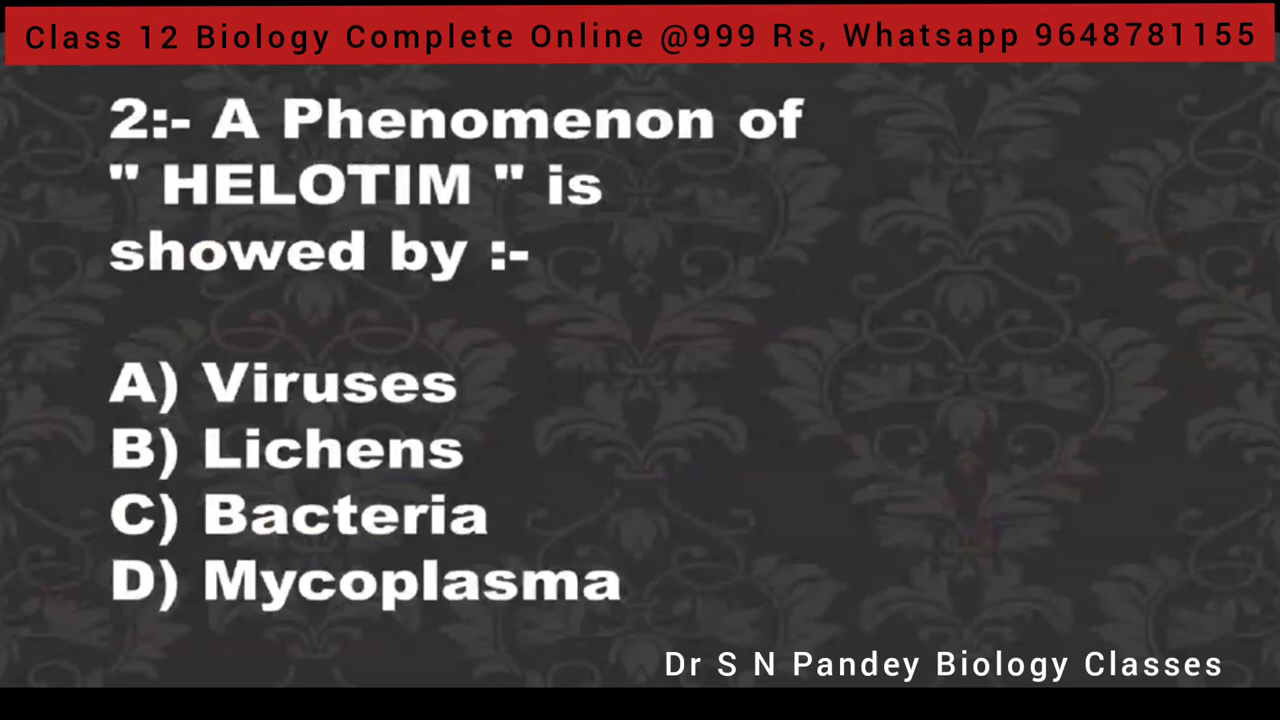 Class 12 Biology Complete Online @999 Rs, Whatsapp 9648781155
2:- A Phenomenon of
" HELOTIM " is
showed by :-
A) Viruses
B) Lichens
C) Bacteria
D) Mycoplasma
Dr S N Pandey Biology Classes